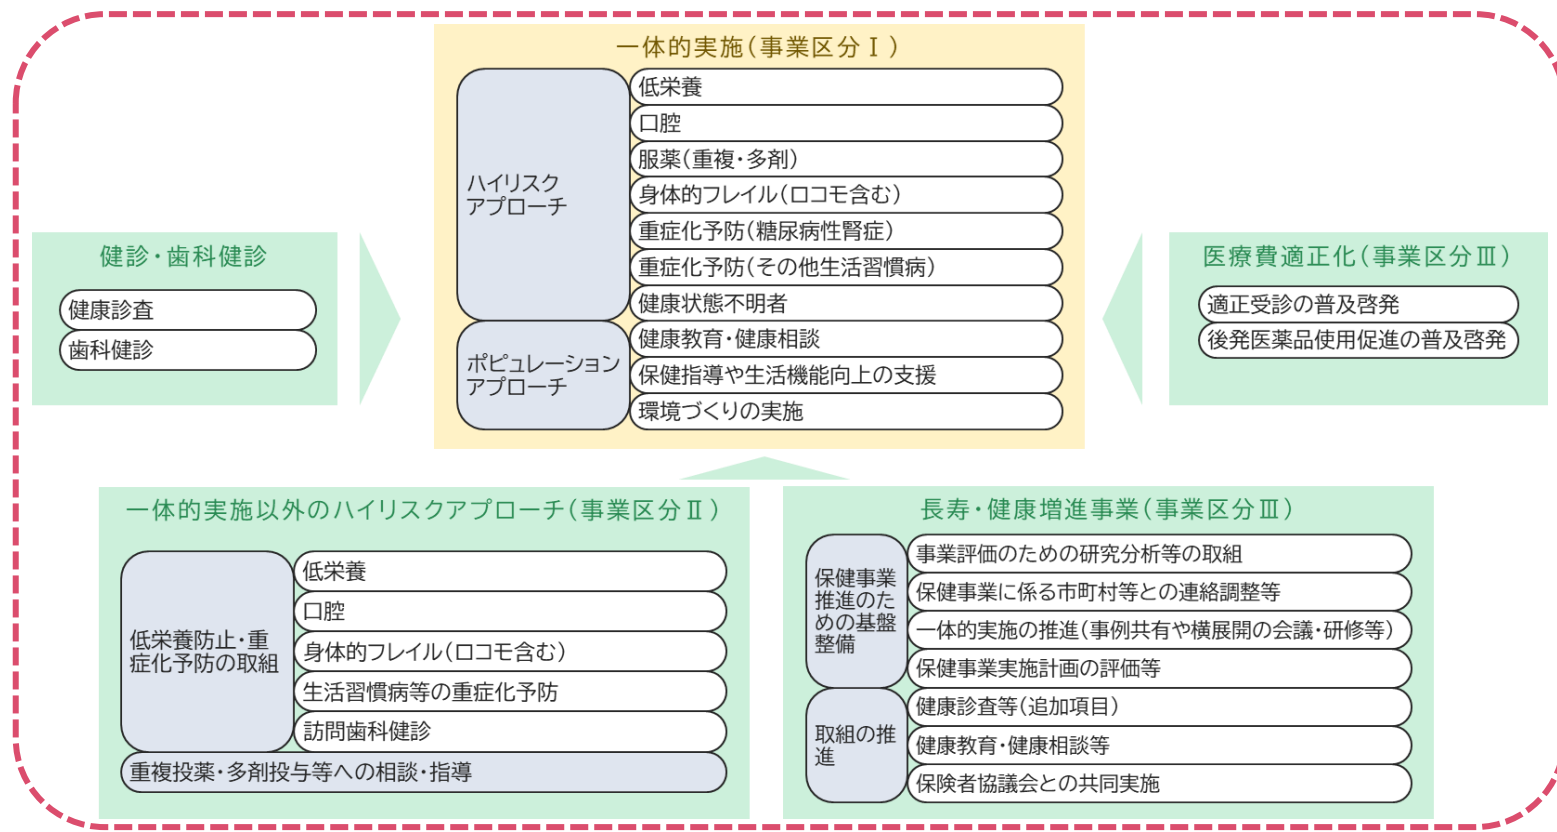 一体的実施(事業区分Ⅰ)
ハイリスク
アプローチ
低栄養
口腔
服薬(重複・多剤)
身体的フレイル(ロコモ含む)
重症化予防(糖尿病性腎症)
重症化予防(その他生活習慣病)
健康状態不明者
ポピュレーション
アプローチ
健康教育・健康相談
保健指導や生活機能向上の支援
環境づくりの実施
健診・歯科健診
健康診査
歯科健診
医療費適正化(事業区分Ⅲ)
適正受診の普及啓発
後発医薬品使用促進の普及啓発
一体的実施以外のハイリスクアプローチ(事業区分Ⅱ)
低栄養防止・重
症化予防の取組
低栄養
口腔
身体的フレイル(ロコモ含む)
生活習慣病等の重症化予防
訪問歯科健診
重複投薬・多剤投与等への相談・指導
長寿・健康増進事業(事業区分Ⅲ)
保健事業
推進のた
めの基盤
整備
事業評価のための研究分析等の取組
保健事業に係る市町村等との連絡調整等
一体的実施の推進(事例共有や横展開の会議・研修等)
保健事業実施計画の評価等
取組の推
進
健康診査等(追加項目)
健康教育・健康相談等
保険者協議会との共同実施